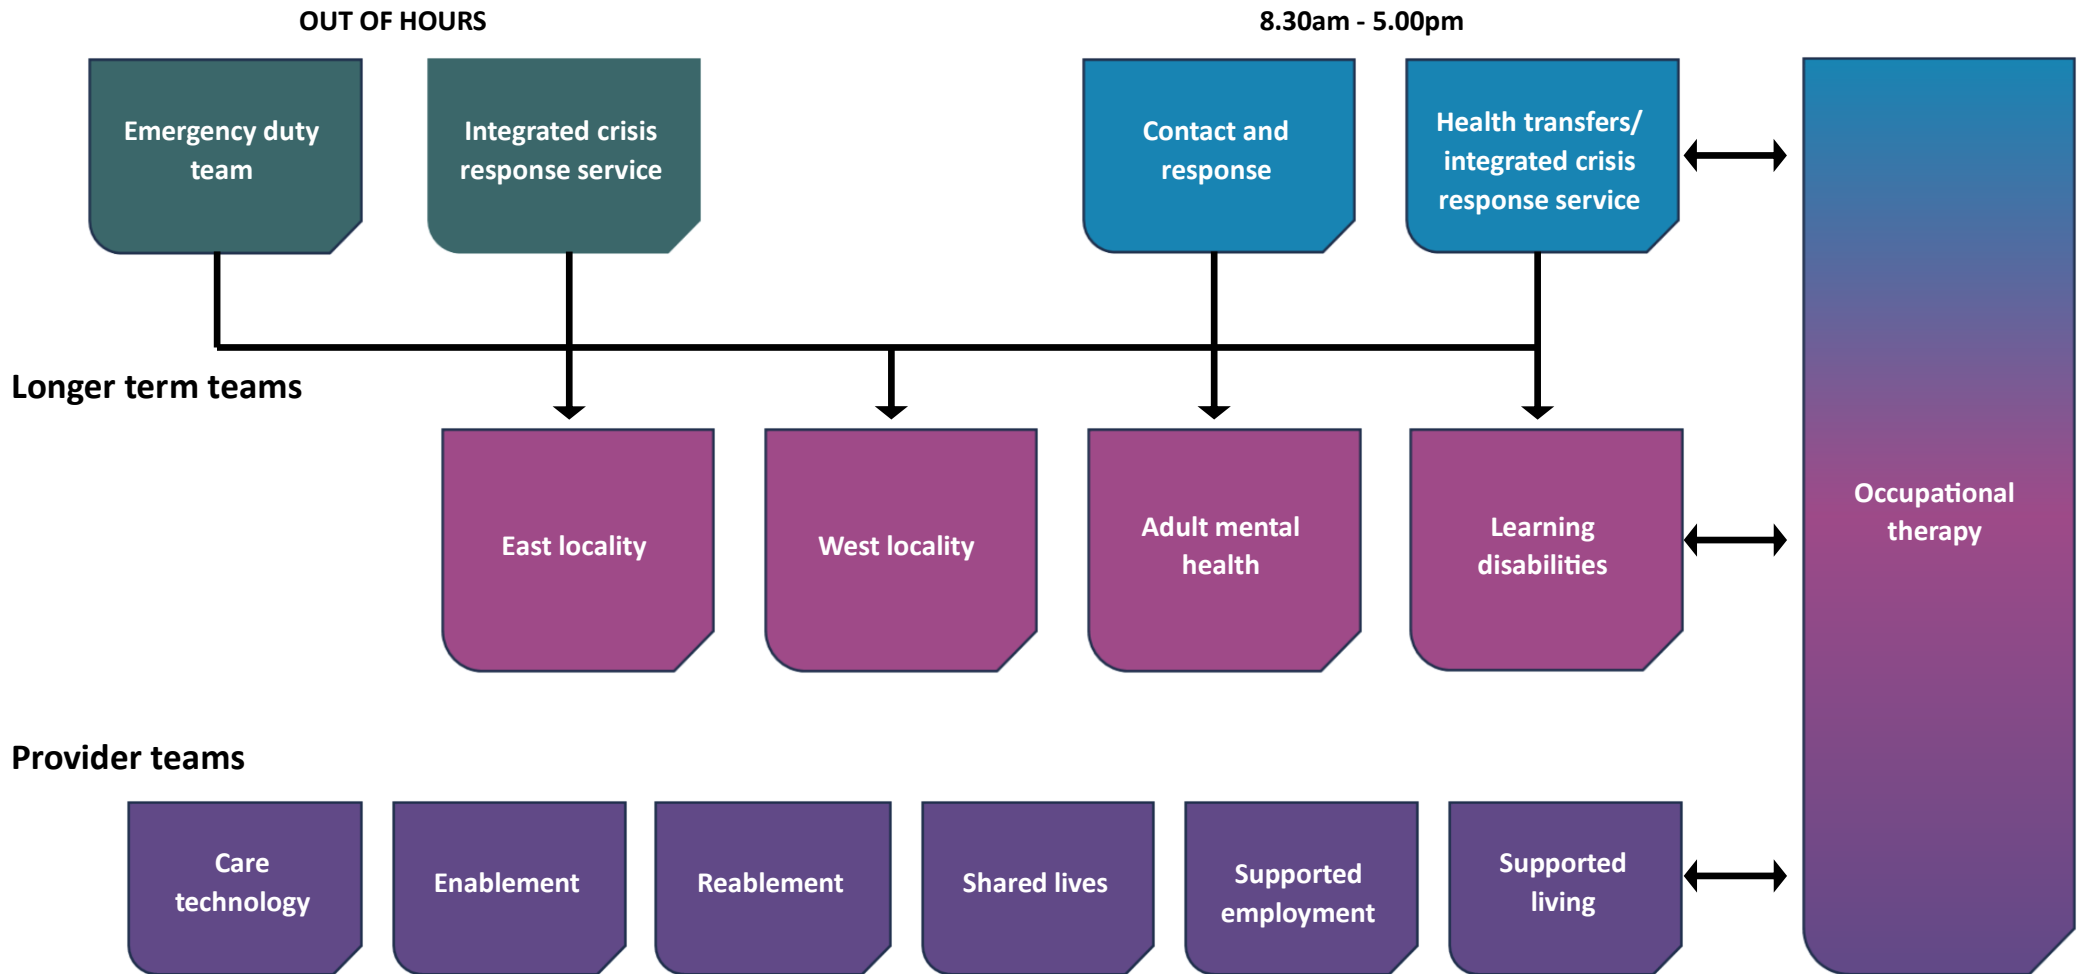 OUT OF HOURS
8.30am - 5.00pm
Emergency duty
team
Integrated crisis
response service
Contact and
response
Health transfers/
integrated crisis
response service
Longer term teams
East locality
West locality
Adult mental
health
Learning
disabilities
Occupational
therapy
Provider teams
Care
technology
Enablement
Reablement
Shared lives
Supported
employment
Supported
living